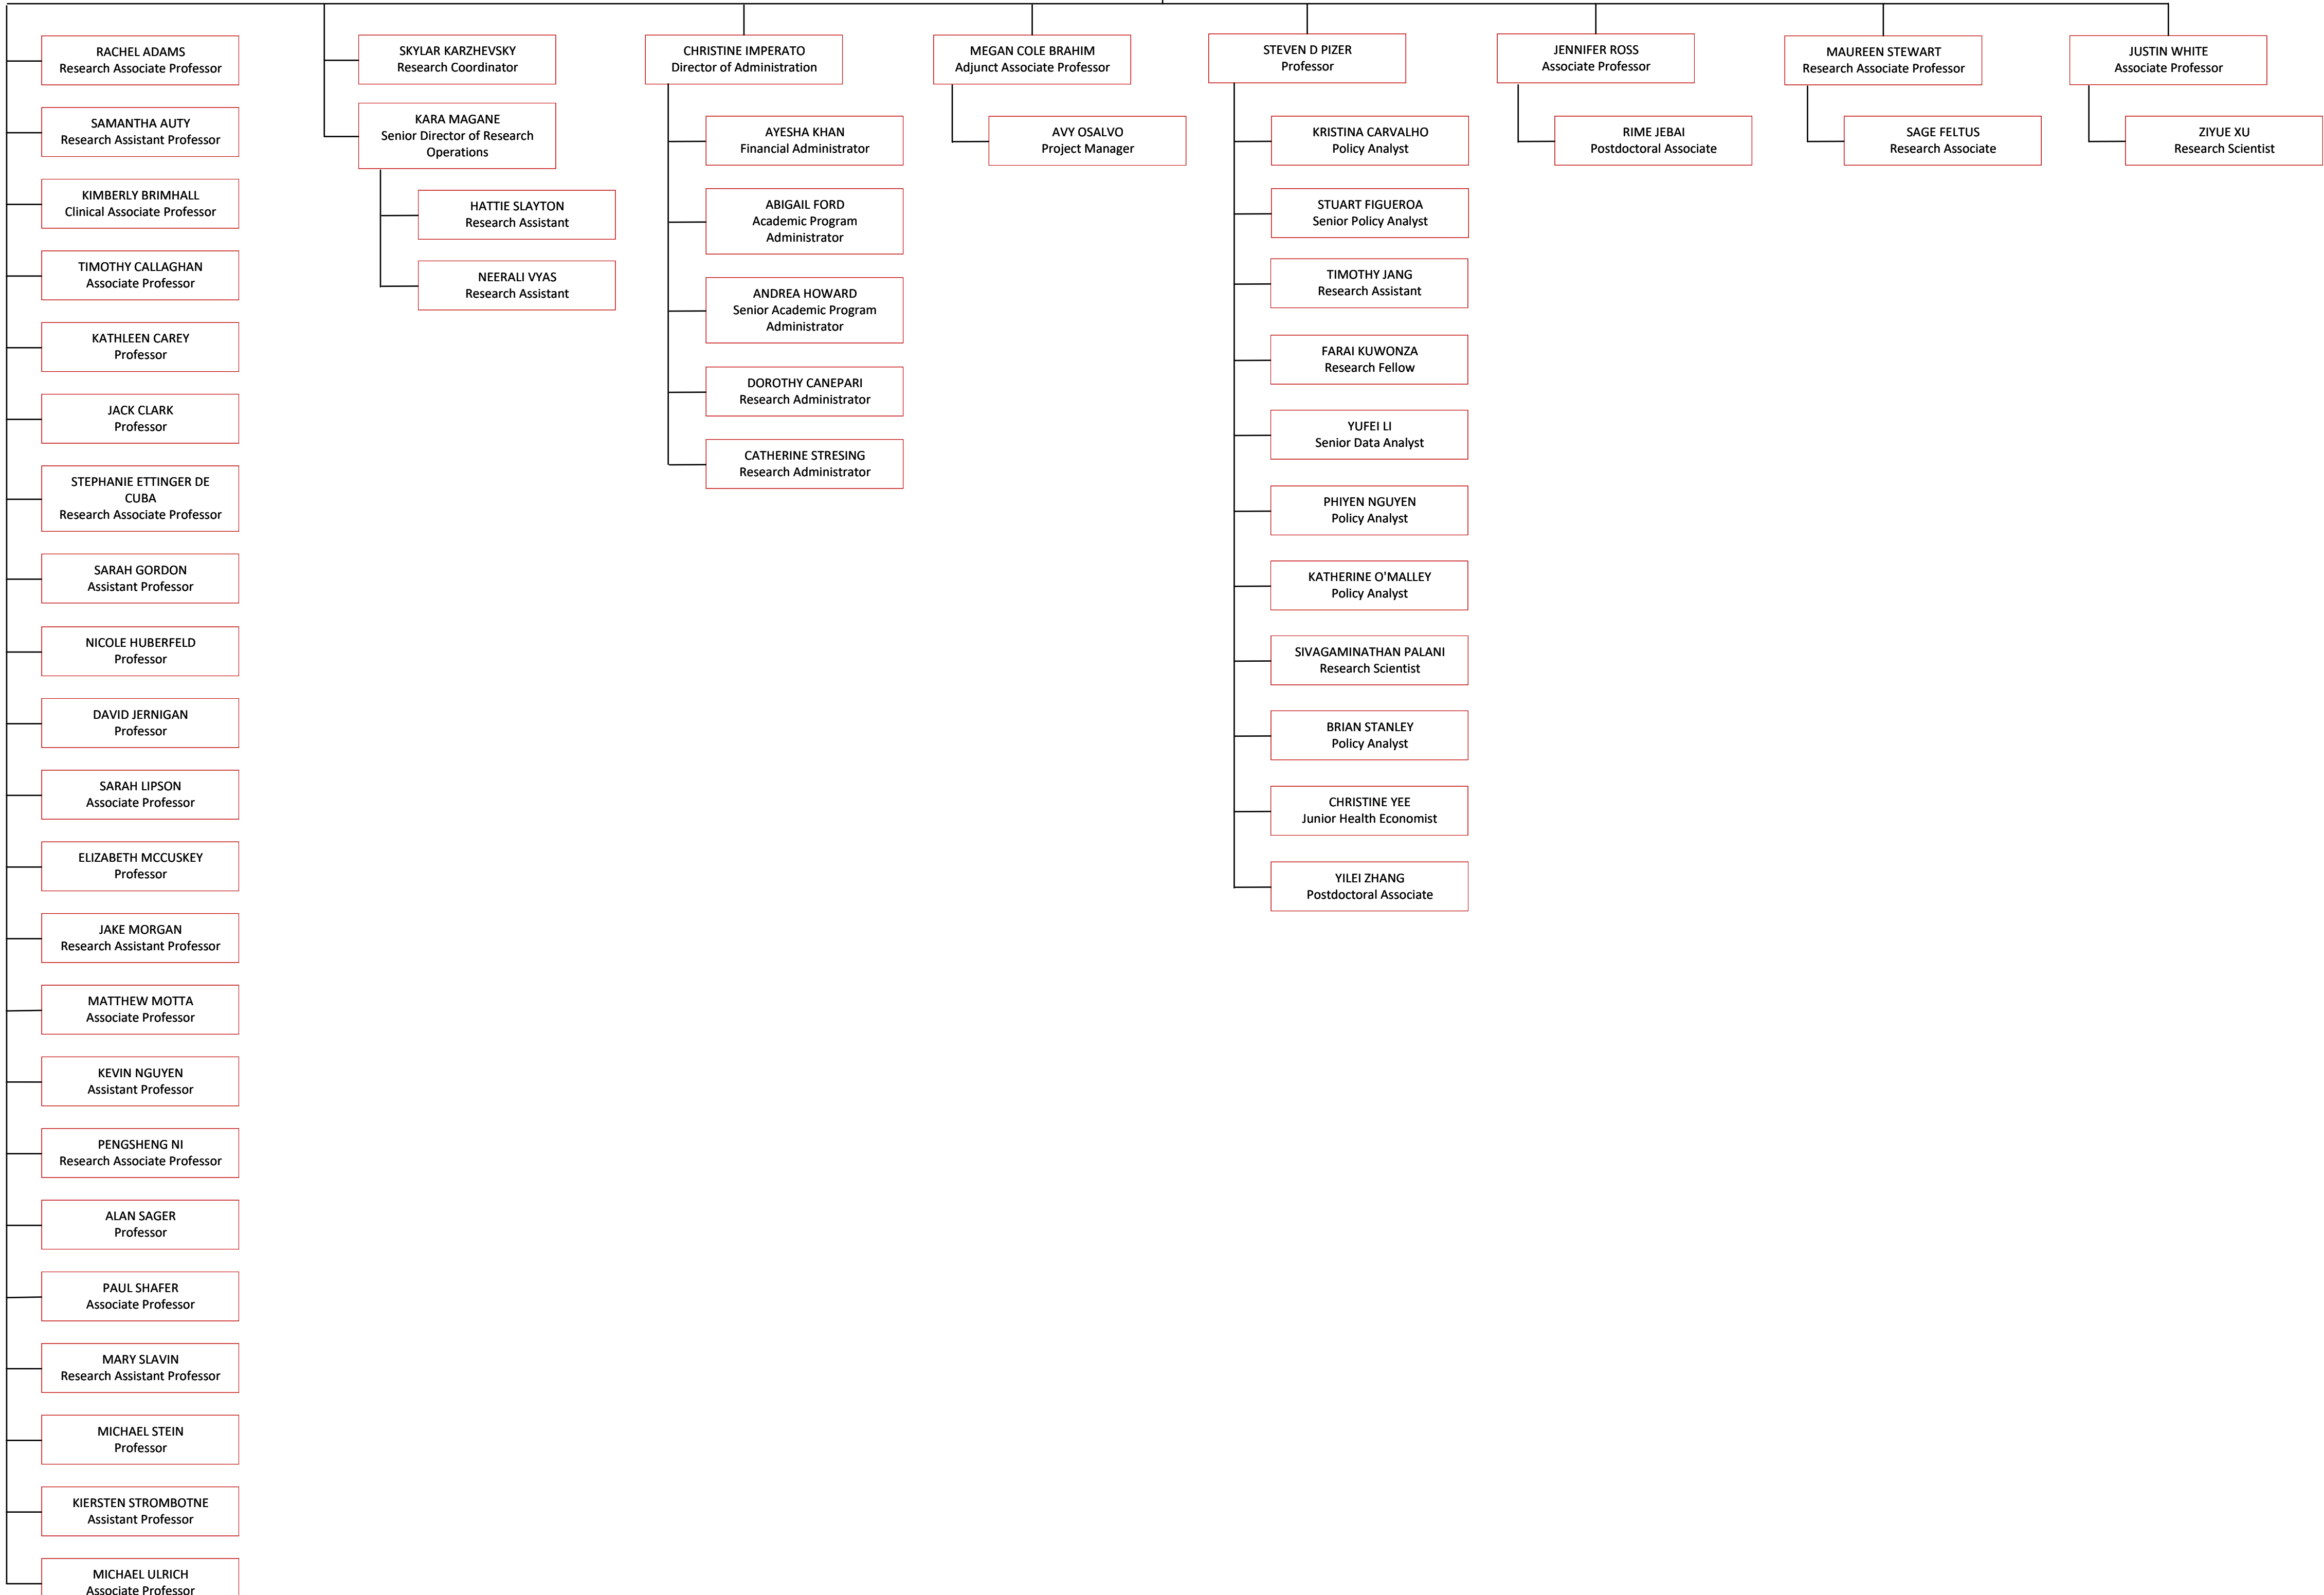 RACHEL ADAMS
Research Associate Professor
SAMANTHA AUTY
Research Assistant Professor
KIMBERLY BRIMHALL
Clinical Associate Professor
TIMOTHY CALLAGHAN
Associate Professor
KATHLEEN CAREY
Professor
JACK CLARK
Professor
STEPHANIE ETTINGER DE
CUBA
Research Associate Professor
SARAH GORDON
Assistant Professor
NICOLE HUBERFELD
Professor
DAVID JERNIGAN
Professor
SARAH LIPSON
Associate Professor
ELIZABETH MCCUSKEY
Professor
JAKE MORGAN
Research Assistant Professor
MATTHEW MOTTA
Associate Professor
KEVIN NGUYEN
Assistant Professor
PENGSHENG NI
Research Associate Professor
ALAN SAGER
Professor
PAUL SHAFER
Associate Professor
MARY SLAVIN
Research Assistant Professor
MICHAEL STEIN
Professor
KIERSTEN STROMBOTNE
Assistant Professor
MICHAEL ULRICH
Associate Professor
SKYLAR KARZHEVSKY
Research Coordinator
KARA MAGANE
Senior Director of Research
Operations
HATTIE SLAYTON
Research Assistant
NEERALI VYAS
Research Assistant
CHRISTINE IMPERATO
Director of Administration
AYESHA KHAN
Financial Administrator
ABIGAIL FORD
Academic Program
Administrator
ANDREA HOWARD
Senior Academic Program
Administrator
DOROTHY CANEPARI
Research Administrator
CATHERINE STRESING
Research Administrator
MEGAN COLE BRAHIM
Adjunct Associate Professor
AVY OSALVO
Project Manager
STEVEN D PIZER
Professor
KRISTINA CARVALHO
Policy Analyst
STUART FIGUEROA
Senior Policy Analyst
TIMOTHY JANG
Research Assistant
FARAI KUWONZA
Research Fellow
YUFEI LI
Senior Data Analyst
PHIYEN NGUYEN
Policy Analyst
KATHERINE O'MALLEY
Policy Analyst
SIVAGAMINATHAN PALANI
Research Scientist
BRIAN STANLEY
Policy Analyst
CHRISTINE YEE
Junior Health Economist
YILEI ZHANG
Postdoctoral Associate
JENNIFER ROSS
Associate Professor
RIME JEBAI
Postdoctoral Associate
MAUREEN STEWART
Research Associate Professor
SAGE FELTUS
Research Associate
JUSTIN WHITE
Associate Professor
ZIYUE XU
Research Scientist